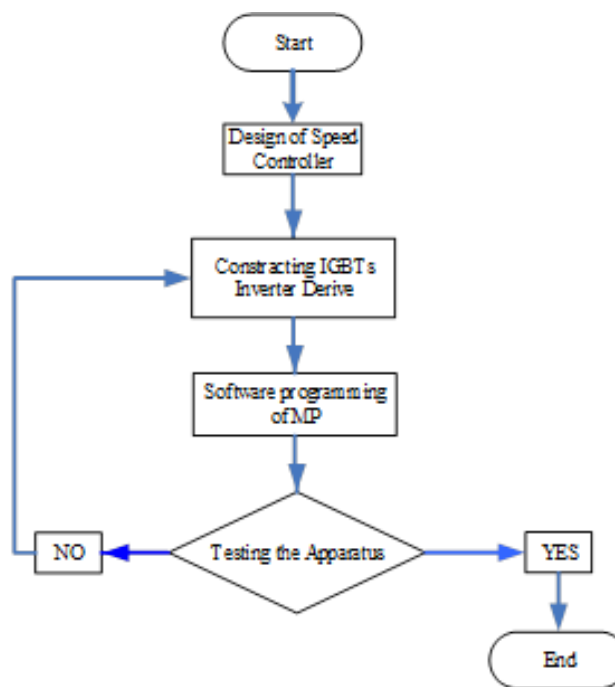 Start
Design of Speed
Controller
Constracting IGBTs
Inverter Derive
Software programming
of MP
Testing the Apparatus
NO
YES
End